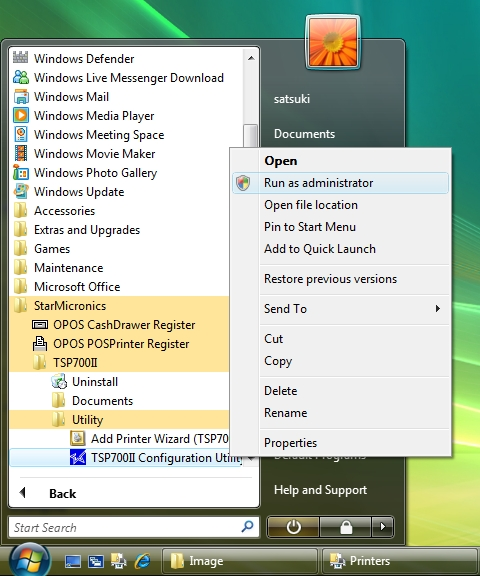 Windows Defender
Windows Live Messenger Download
Windows Mail
Windows Media Player
Windows Meeting Space
Windows Movie Maker
Windows Photo Gallery
Windows Update
Accessories
Extras and Upgrades
Games
Maintenance
Microsoft Office
StarMicronics
OPOS CashDrawer Register
OPOS POSPrinter Register
TSP700II
Uninstall
Documents
Utility
Add Printer Wizard (TSP70
TSP700II Configuration Utilit
Back
Start Search
satsuki
Documents
Open
Run as administrator
Open file location
Pin to Start Menu
Add to Quick Launch
Restore previous versions
Send To
Cut
Copy
Delete
Rename
Properties
Default Programs
Help and Support
Image
Printers